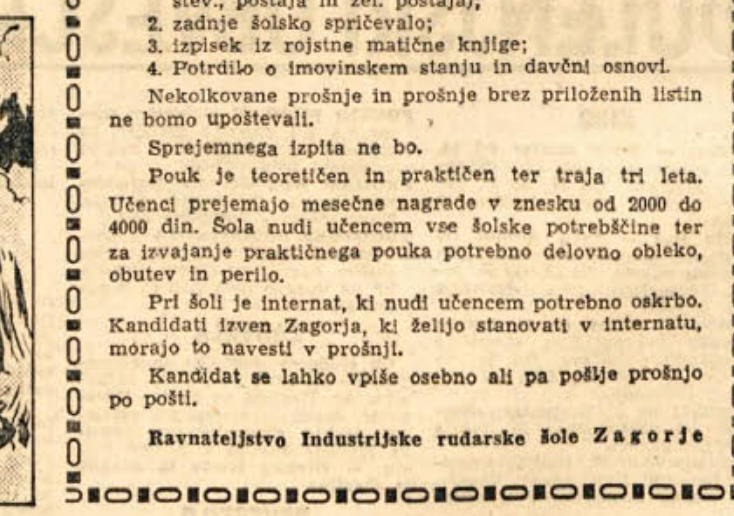 štev., postaja in žel. postaja);
2. zadnje šolsko spričevalo;
3. izpisek iz rojstne matične knjige;
4. Potrdilo o imovinskem stanju in davčni osnovi.
Nekolkovane prošnje in prošnje brez priloženih listin
ne bomo upoštevali.
Sprejemnega izpita ne bo.
Pouk je teoretičen in praktičen ter traja tri leta.
Učenci prejemajo mesečne nagrade v znesku od 2000 do
4000 din. Šola nudi učencem vse šolske potrebščine ter
za izvajanje praktičnega pouka potrebno delovno obleko,
obutev in perilo.
Pri šoli je internat, ki nudi učencem potrebno oskrbo.
Kandidati izven Zagorja, ki želijo stanovati v internatu,
morajo to navesti v prošnji.
Kandidat se lahko vpiše osebno ali pa pošlje prošnjo
po pošti.
Ravnateljstvo Industrijske rudarske šole Zagorje